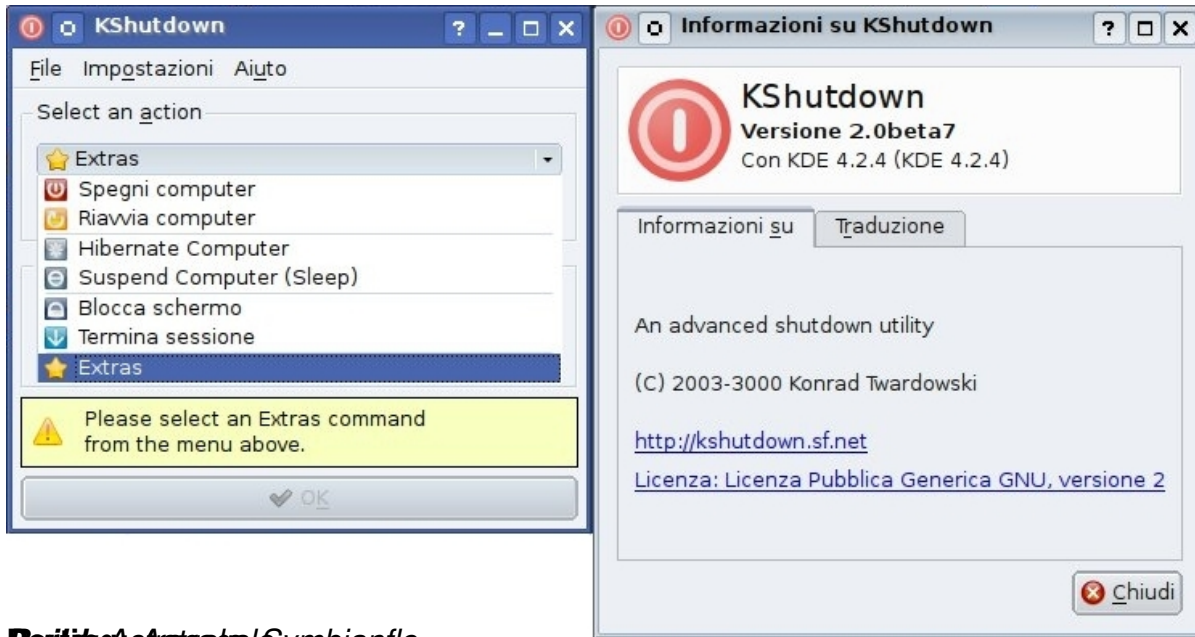 KShutdown
File Impostazioni Aiuto
Select an action
Extras
Spegni computer
Riavvia computer
Hibernate Computer
Suspend Computer (Sleep)
Blocca schermo
Termina sessione
Extras
Please select an Extras command
from the menu above.
OK
Informazioni su KShutdown
KShutdown
Versione 2.0beta7
Con KDE 4.2.4 (KDE 4.2.4)
Informazioni su
Traduzione
An advanced shutdown utility
(C) 2003-3000 Konrad Twardowski
http://kshutdown.sf.net
Licenza: Licenza Pubblica Generica GNU, versione 2
Chiudi